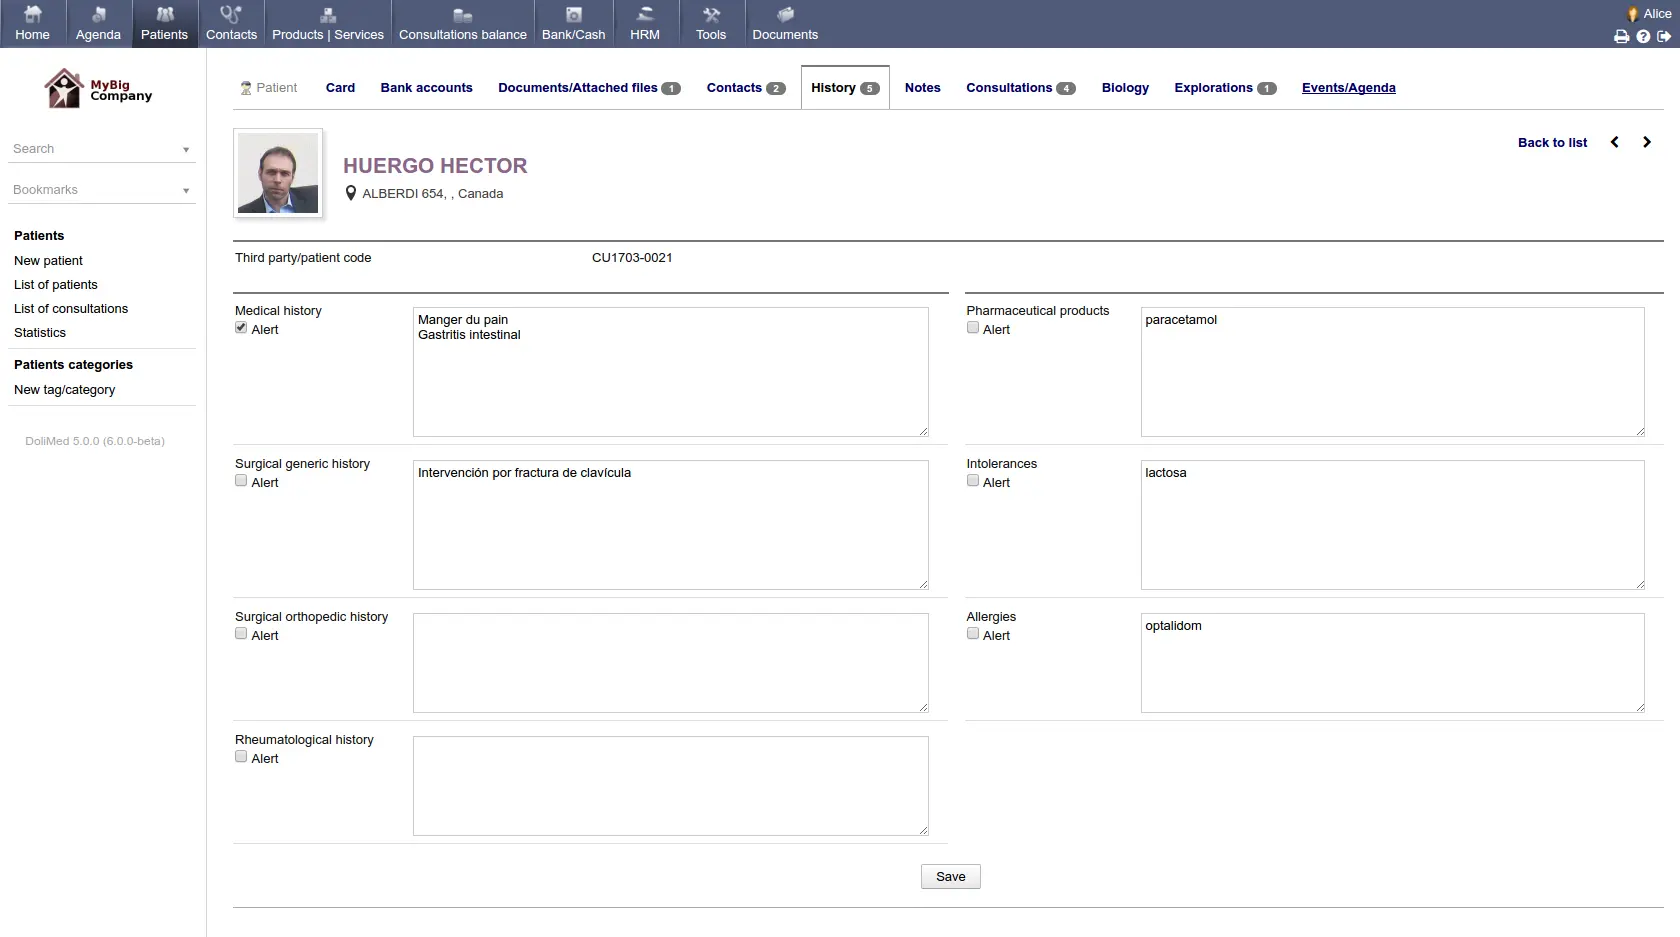 Home
Agenda
Patients
Contacts
Products | Services
Consultations balance
Bank/Cash
HRM
Tools
Documents
Alice
MyBig
Company
Search
Bookmarks
Patients
New patient
List of patients
List of consultations
Statistics
Patients categories
New tag/category
DoliMed 5.0.0 (6.0.0-beta)
Patient
Card
Bank accounts
Documents/Attached files 1
Contacts 2
History 5
Notes
Consultations 4
Biology
Explorations 1
Events/Agenda
Back to list
HUERGO HECTOR
ALBERDI 654, , Canada
Third party/patient code CU1703-0021
Medical history
Alert
Manger du pain
Gastritis intestinal
Pharmaceutical products
Alert
paracetamol
Surgical generic history
Alert
Intervención por fractura de clavícula
Intolerances
Alert
lactosa
Surgical orthopedic history
Alert
Allergies
Alert
optalidom
Rheumatological history
Alert
Save